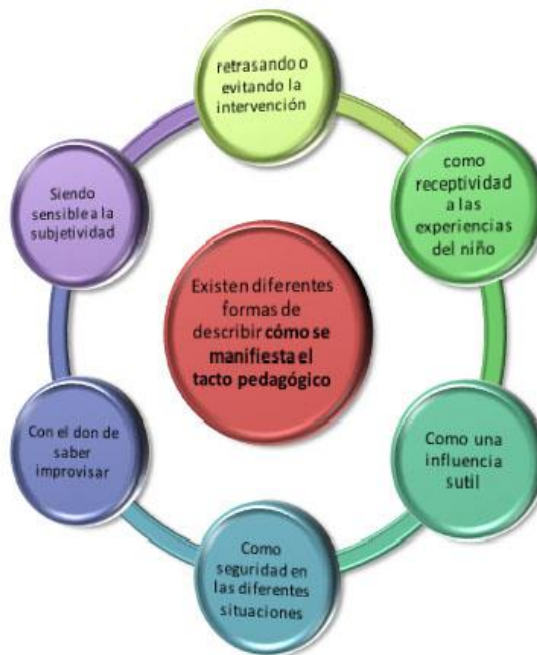 retrasando o
evitando la
intervención
como
receptividad
a las
experiencias
del niño
Como una
influencia
sutil
Como
seguridad en
las diferentes
situaciones
Con el don de
saber
improvisar
Siendo
sensible a la
subjetividad
Existen diferentes
formas de
describir cómo se
manifiesta el
tacto pedagógico